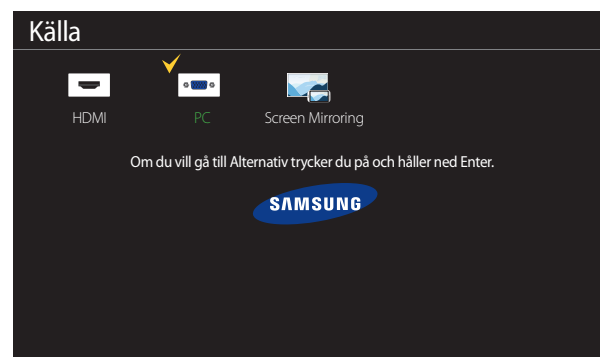 Källa
HDMI
PC
Screen Mirroring
Om du vill gå till Alternativ trycker du på och håller ned Enter.
SAMSUNG